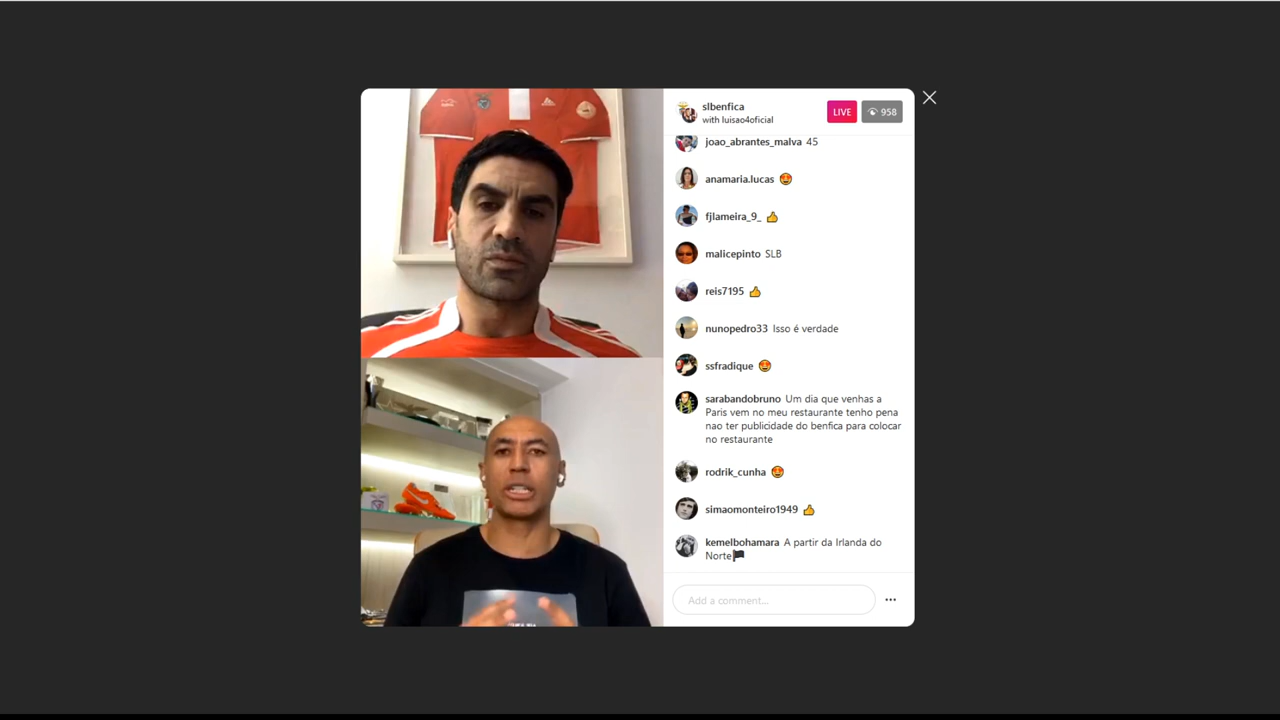 slbenfica
with luisao4oficial
LIVE
958
joao_abrantes_malva 45
anamaria.lucas 😍
fjlameira_9_ 👍
malicepinto SLB
reis7195 👍
nunopedro33 Isso é verdade
ssfradique 😍
sarabandobruno Um dia que venhas a
Paris vem no meu restaurante tenho pena
nao ter publicidade do benfica para colocar
no restaurante
rodrik_cunha 😍
simaomonteiro1949 👍
kemelbohamara A partir da Irlanda do
Norte🏴
Add a comment...